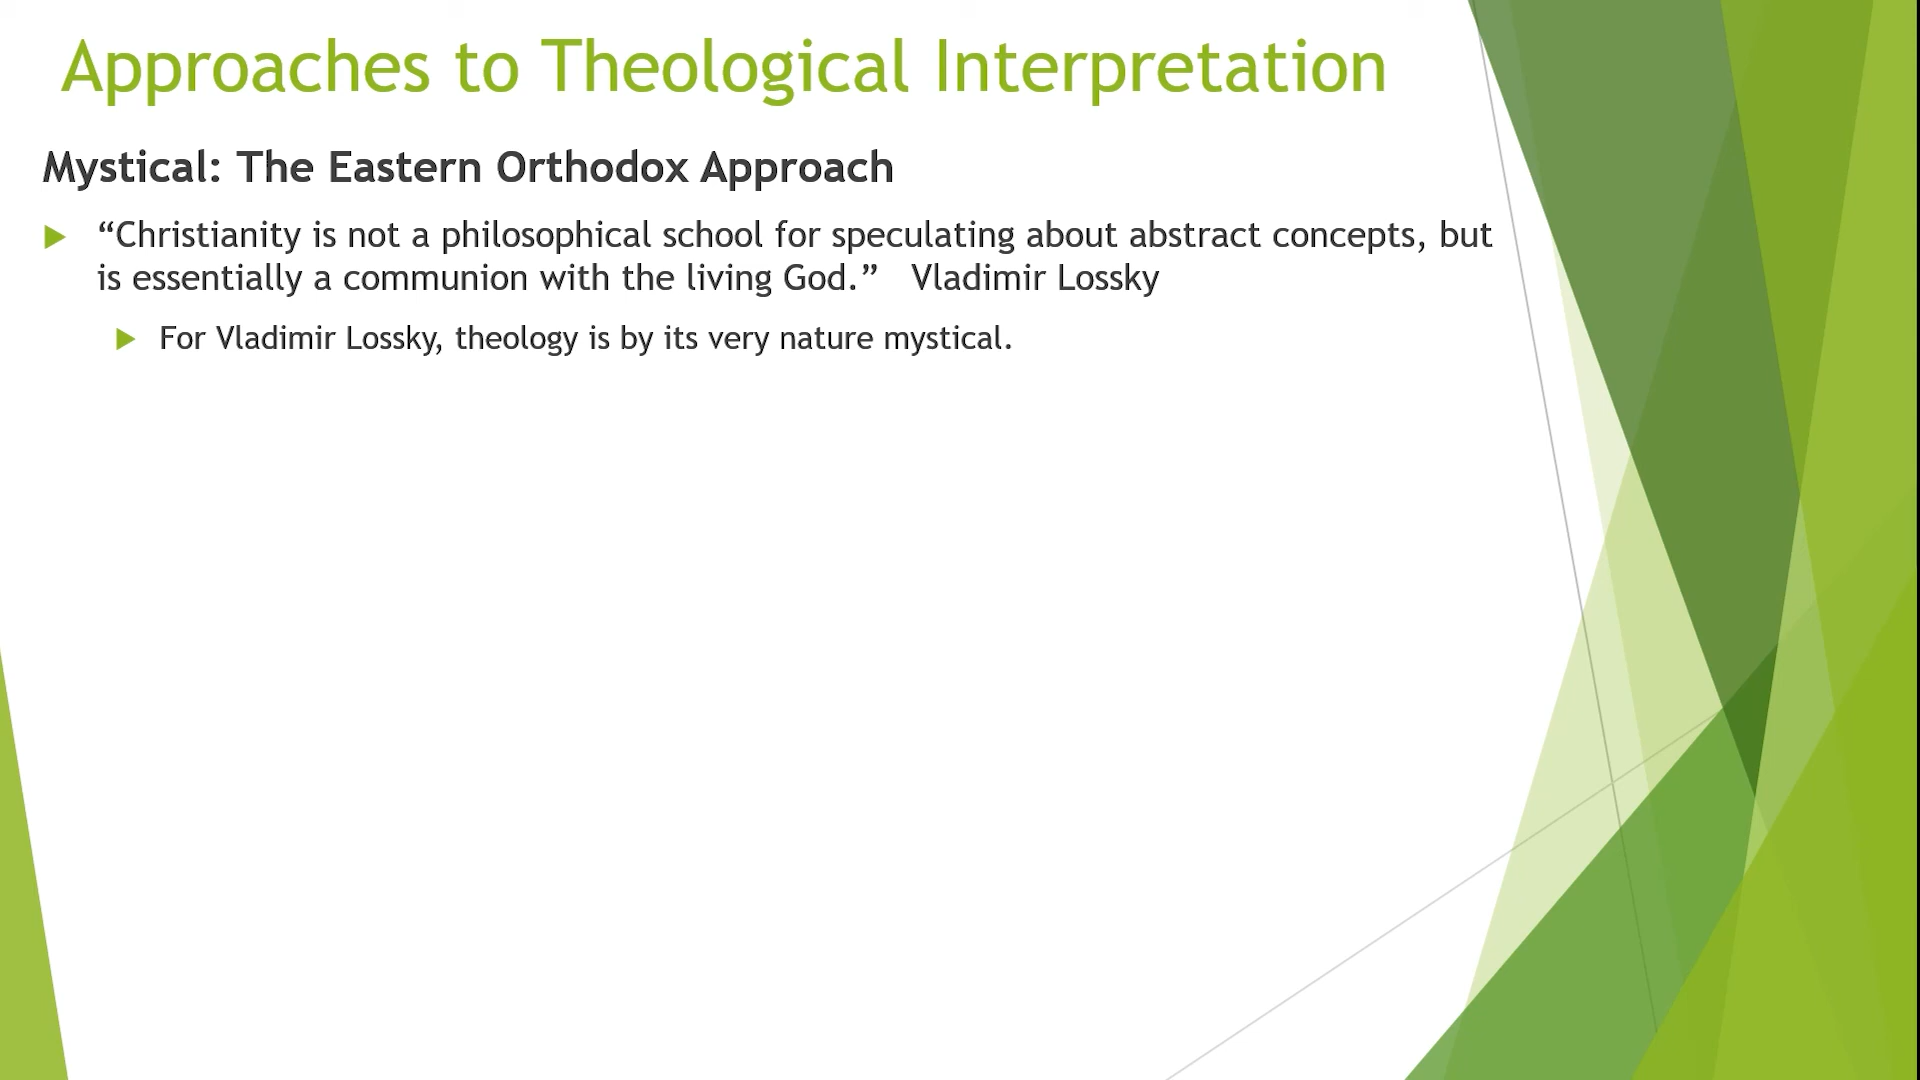 Approaches to Theological Interpretation
Mystical: The Eastern Orthodox Approach
“Christianity is not a philosophical school for speculating about abstract concepts, but
is essentially a communion with the living God.” Vladimir Lossky
For Vladimir Lossky, theology is by its very nature mystical.